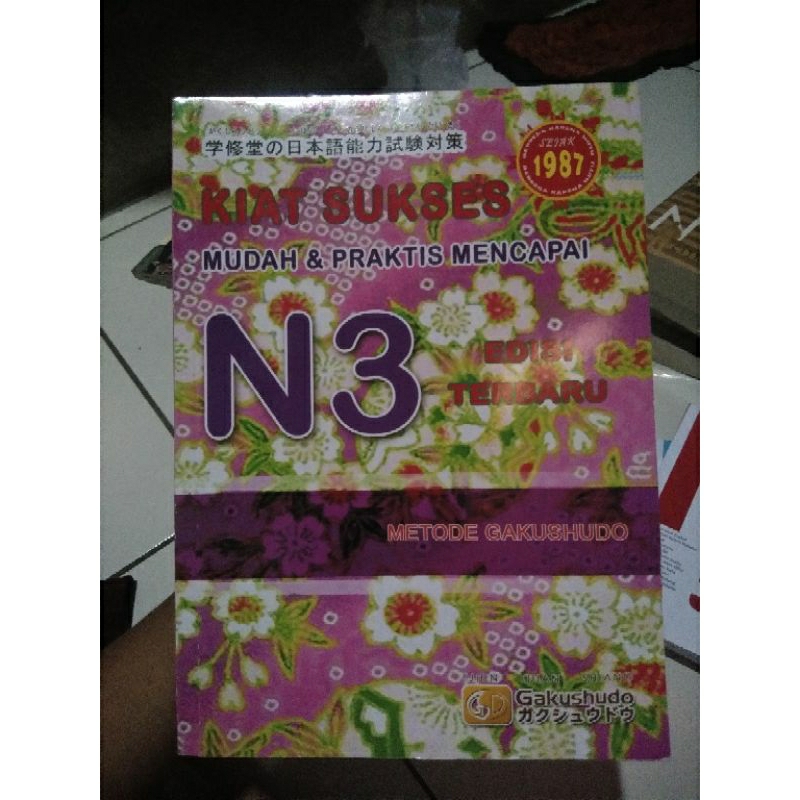 学修堂の日本語能力試験対策
SEJAK
1987
KIAT SUKSES
MUDAH & PRAKTIS MENCAPAI
N3
EDISI
TERBARU
METODE GAKUSHUDO
Gakushudo
ガクシュウドウ